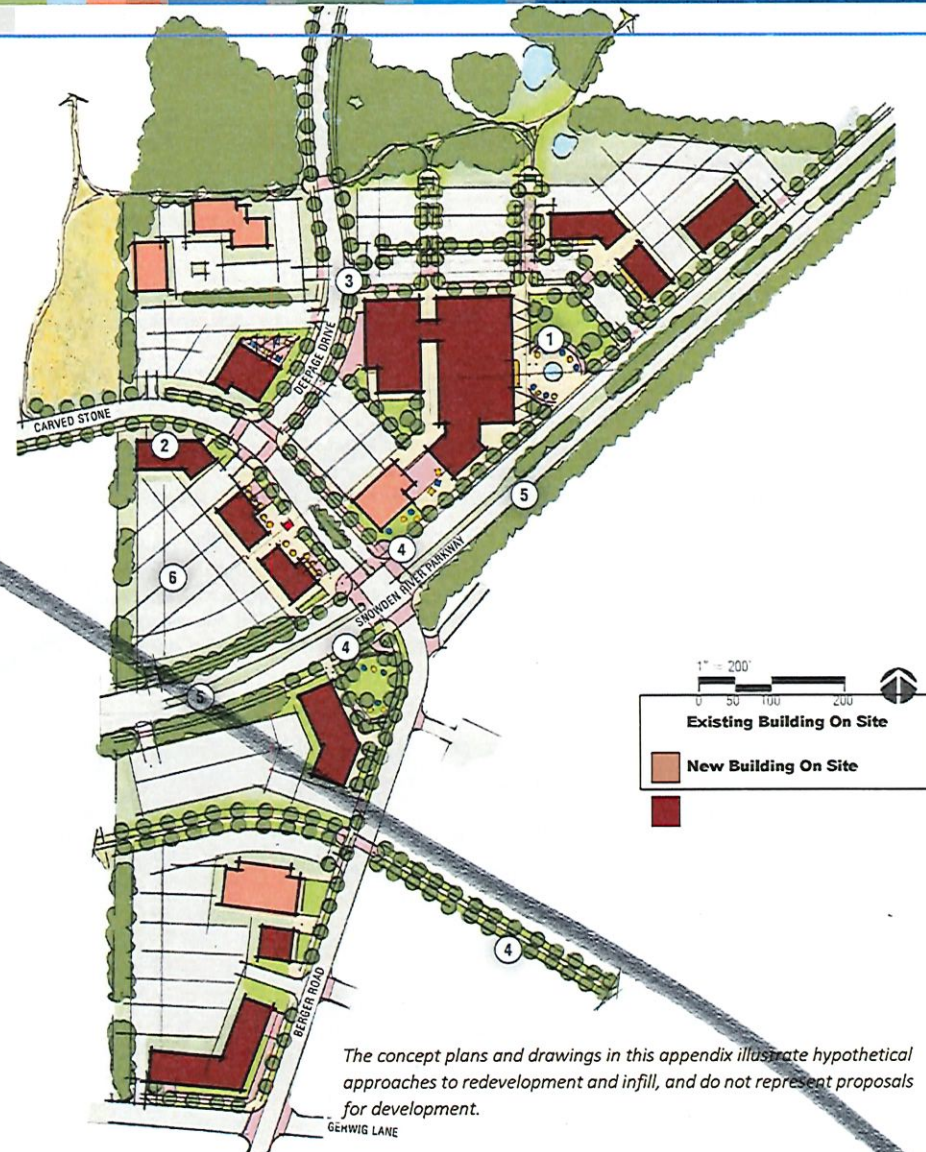 3
DEEPAGE DRIVE
1
CARVED STONE
2
5
4
6
SNOWDEN RIVER PARKWAY
4
5
1" = 200'
0 50 100 200
Existing Building On Site
New Building On Site
4
BERGER ROAD
The concept plans and drawings in this appendix illustrate hypothetical
approaches to redevelopment and infill, and do not represent proposals
for development.
GERWIG LANE